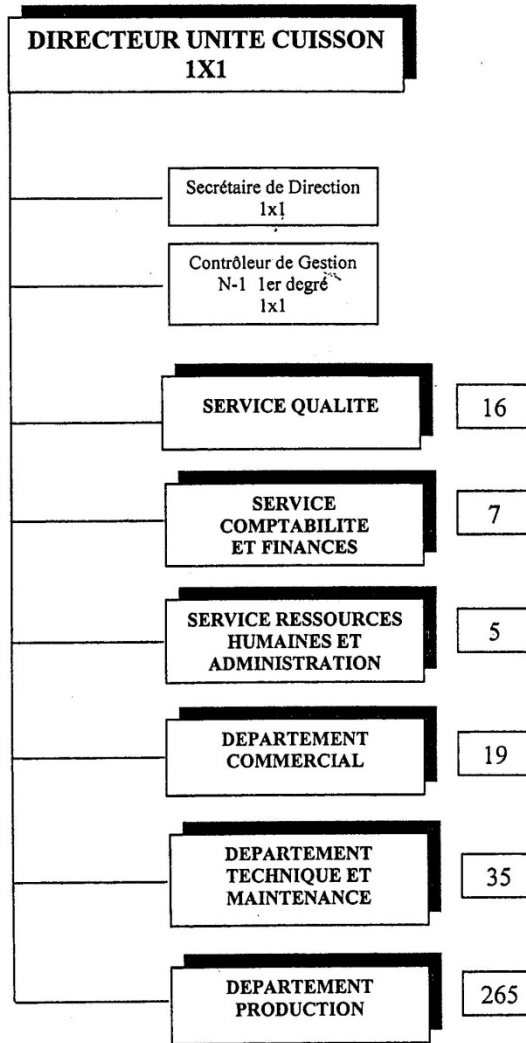 DIRECTEUR UNITE CUISSON
1X1
Secrétaire de Direction
1x1
Contrôleur de Gestion
N-1 1er degré
1x1
SERVICE QUALITE
16
SERVICE
COMPTABILITE
ET FINANCES
7
SERVICE RESSOURCES
HUMAINES ET
ADMINISTRATION
5
DEPARTEMENT
COMMERCIAL
19
DEPARTEMENT
TECHNIQUE ET
MAINTENANCE
35
DEPARTEMENT
PRODUCTION
265